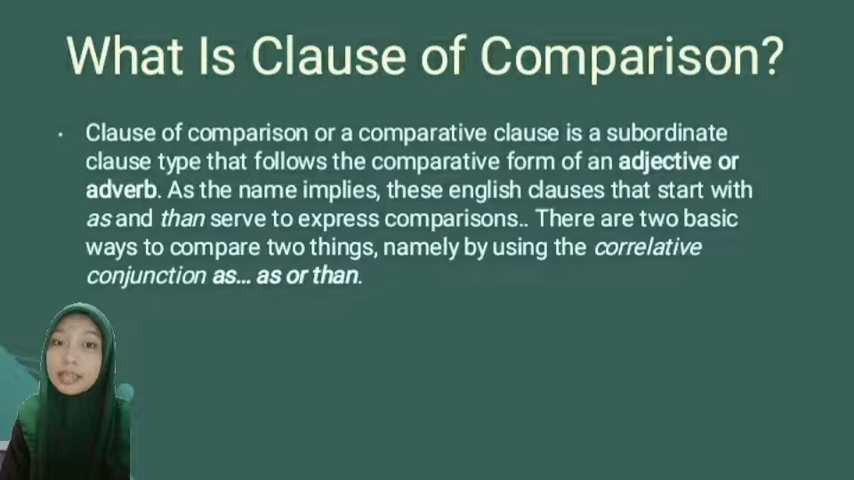 What Is Clause of Comparison?
• Clause of comparison or a comparative clause is a subordinate
clause type that follows the comparative form of an adjective or
adverb. As the name implies, these english clauses that start with
as and than serve to express comparisons.. There are two basic
ways to compare two things, namely by using the correlative
conjunction as... as or than.